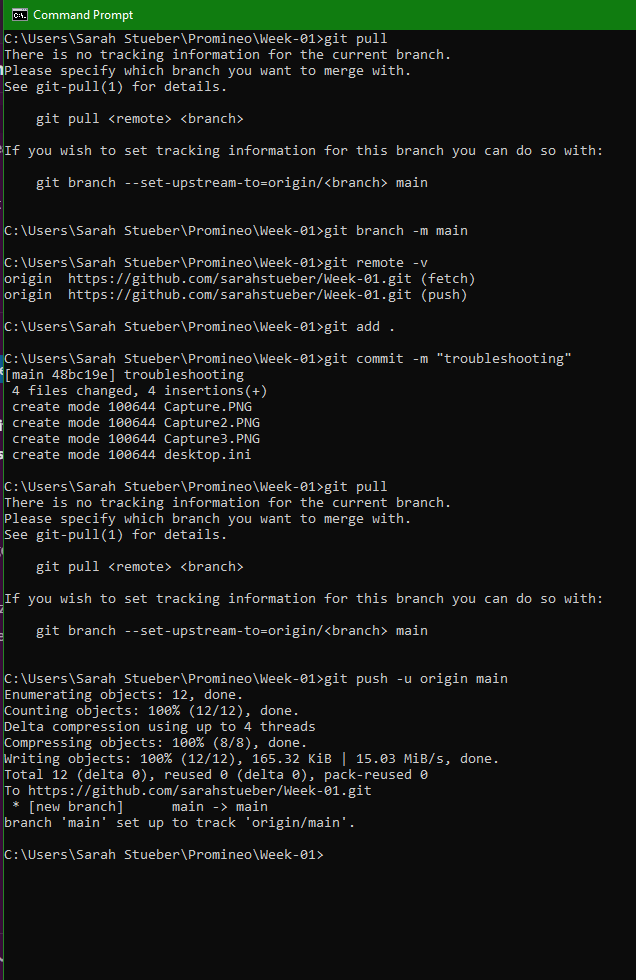 Command Prompt
C:\Users\Sarah Stueber\Promineo\Week-01>git pull
There is no tracking information for the current branch.
Please specify which branch you want to merge with.
See git-pull(1) for details.
git pull <remote> <branch>
If you wish to set tracking information for this branch you can do so with:
git branch --set-upstream-to=origin/<branch> main
C:\Users\Sarah Stueber\Promineo\Week-01>git branch -m main
C:\Users\Sarah Stueber\Promineo\Week-01>git remote -v
origin  https://github.com/sarahstueber/Week-01.git (fetch)
origin  https://github.com/sarahstueber/Week-01.git (push)
C:\Users\Sarah Stueber\Promineo\Week-01>git add .
C:\Users\Sarah Stueber\Promineo\Week-01>git commit -m "troubleshooting"
[main 48bc19e] troubleshooting
4 files changed, 4 insertions(+)
create mode 100644 Capture.PNG
create mode 100644 Capture2.PNG
create mode 100644 Capture3.PNG
create mode 100644 desktop.ini
C:\Users\Sarah Stueber\Promineo\Week-01>git pull
There is no tracking information for the current branch.
Please specify which branch you want to merge with.
See git-pull(1) for details.
git pull <remote> <branch>
If you wish to set tracking information for this branch you can do so with:
git branch --set-upstream-to=origin/<branch> main
C:\Users\Sarah Stueber\Promineo\Week-01>git push -u origin main
Enumerating objects: 12, done.
Counting objects: 100% (12/12), done.
Delta compression using up to 4 threads
Compressing objects: 100% (8/8), done.
Writing objects: 100% (12/12), 165.32 KiB | 15.03 MiB/s, done.
Total 12 (delta 0), reused 0 (delta 0), pack-reused 0
To https://github.com/sarahstueber/Week-01.git
* [new branch]      main -> main
branch 'main' set up to track 'origin/main'.
C:\Users\Sarah Stueber\Promineo\Week-01>